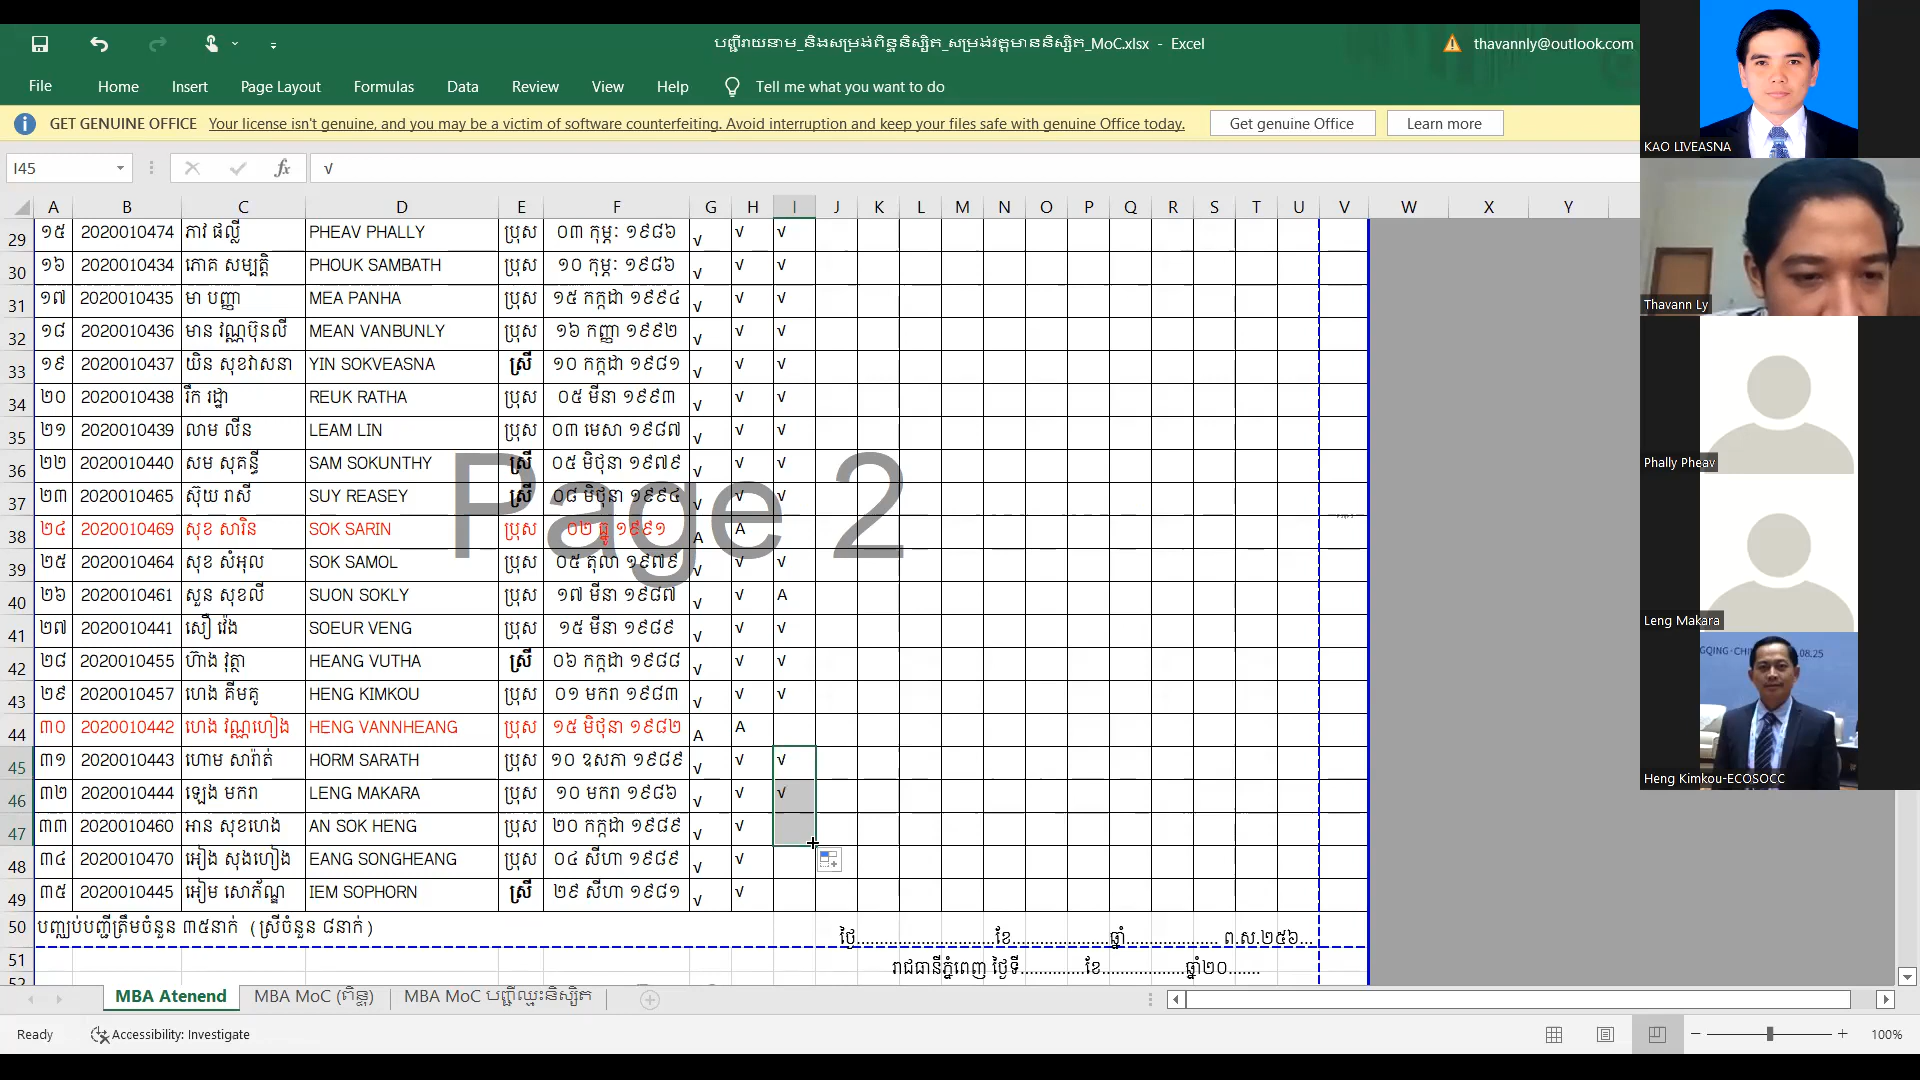 បញ្ជីរាយនាម_និងសម្រង់ពិន្ទុនិស្សិត_សម្រង់វត្តមាននិស្សិត_MoC.xlsx - Excel
thavannly@outlook.com
File Home Insert Page Layout Formulas Data Review View Help Tell me what you want to do
GET GENUINE OFFICE Your license isn't genuine, and you may be a victim of software counterfeiting. Avoid interruption and keep your files safe with genuine Office today. Get genuine Office Learn more
I45 fx √
A B C D E F G H I J K L M N O P Q R S T U V W X Y
29 ១៥ 2020010474 ភាវ ផល្លី PHEAV PHALLY ប្រុស ០៣ កុម្ភៈ ១៩៨៦ √ √ √
30 ១៦ 2020010434 ភោគ សម្បត្តិ PHOUK SAMBATH ប្រុស ១០ កុម្ភៈ ១៩៨៦ √ √ √
31 ១៧ 2020010435 មា បញ្ញា MEA PANHA ប្រុស ១៥ កក្កដា ១៩៩៤ √ √ √
32 ១៨ 2020010436 មាន វណ្ណប៊ុនលី MEAN VANBUNLY ប្រុស ១៦ កញ្ញា ១៩៩២ √ √ √
33 ១៩ 2020010437 យិន សុខវាសនា YIN SOKVEASNA ស្រី ១០ កក្កដា ១៩៨១ √ √ √
34 ២០ 2020010438 រឹក រដ្ឋា REUK RATHA ប្រុស ០៥ មីនា ១៩៩៣ √ √ √
35 ២១ 2020010439 លាម លីន LEAM LIN ប្រុស ០៣ មេសា ១៩៨៧ √ √ √
36 ២២ 2020010440 សម សុគន្ធី SAM SOKUNTHY ស្រី ០៥ មិថុនា ១៩៧៩ √ √ √
37 ២៣ 2020010465 ស៊ុយ រាសី SUY REASEY ស្រី ០៨ មិថុនា ១៩៩៤ √ √ √
38 ២៤ 2020010469 សុខ សារិន SOK SARIN ប្រុស ០២ ធ្នូ ១៩៩១ A A
39 ២៥ 2020010464 សុខ សំអុល SOK SAMOL ប្រុស ០៥ តុលា ១៩៧៩ √ √ √
40 ២៦ 2020010461 សួន សុខលី SUON SOKLY ប្រុស ១៧ មីនា ១៩៨៧ √ √ A
41 ២៧ 2020010441 សឿ វ៉េង SOEUR VENG ប្រុស ១៥ មីនា ១៩៨៩ √ √ √
42 ២៨ 2020010455 ហ៊ាង វុត្ថា HEANG VUTHA ស្រី ០៦ កក្កដា ១៩៨៨ √ √ √
43 ២៩ 2020010457 ហេង គីមគូ HENG KIMKOU ប្រុស ០១ មករា ១៩៨៣ √ √ √
44 ៣០ 2020010442 ហេង វណ្ណហៀង HENG VANNHEANG ប្រុស ១៥ មិថុនា ១៩៨២ A A
45 ៣១ 2020010443 ហោម សារ៉ាត់ HORM SARATH ប្រុស ១០ ឧសភា ១៩៨៩ √ √ √
46 ៣២ 2020010444 ឡេង មករា LENG MAKARA ប្រុស ១០ មករា ១៩៨៦ √ √ √
47 ៣៣ 2020010460 អាន សុខហេង AN SOK HENG ប្រុស ២០ កក្កដា ១៩៨៩ √ √
48 ៣៤ 2020010470 អៀង សុងហៀង EANG SONGHEANG ប្រុស ០៤ សីហា ១៩៨៩ √ √
49 ៣៥ 2020010445 អៀម សោភ័ណ្ឌ IEM SOPHORN ស្រី ២៩ សីហា ១៩៨១ √ √
Page 2
50 បញ្ឈប់បញ្ជីត្រឹមចំនួន ៣៥នាក់ (ស្រីចំនួន ៨នាក់)
ថ្ងៃ............................ខែ.......................ឆ្នាំ..................... ព.ស.២៥៦...
51 រាជធានីភ្នំពេញ ថ្ងៃទី..............ខែ.....................ឆ្នាំ២០.......
52
MBA Atenend MBA MoC (ពិន្ទុ) MBA MoC បញ្ជីឈ្មោះនិស្សិត
Ready Accessibility: Investigate 100%
KAO LIVEASNA
Thavann Ly
Phally Pheav
Leng Makara
GQING·CHIN .08.25
Heng Kimkou-ECOSOCC